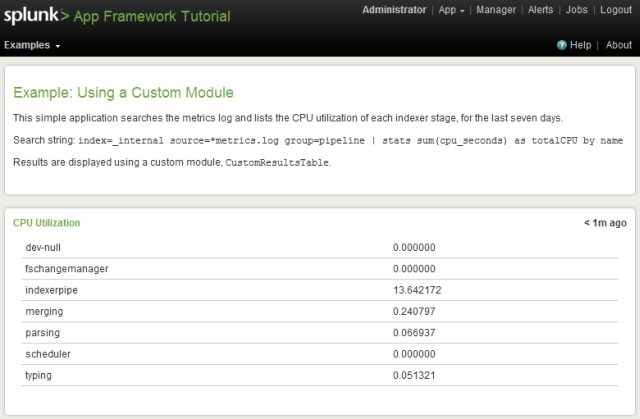 splunk> App Framework Tutorial
Administrator | App | Manager | Alerts | Jobs | Logout
Examples
? Help | About
Example: Using a Custom Module
This simple application searches the metrics log and lists the CPU utilization of each indexer stage, for the last seven days.
Search string: index=_internal source=*metrics.log group=pipeline | stats sum(cpu_seconds) as totalCPU by name
Results are displayed using a custom module, CustomResultsTable.
CPU Utilization < 1m ago
dev-null 0.000000
fschangemanager 0.000000
indexerpipe 13.642172
merging 0.240797
parsing 0.066937
scheduler 0.000000
typing 0.051321